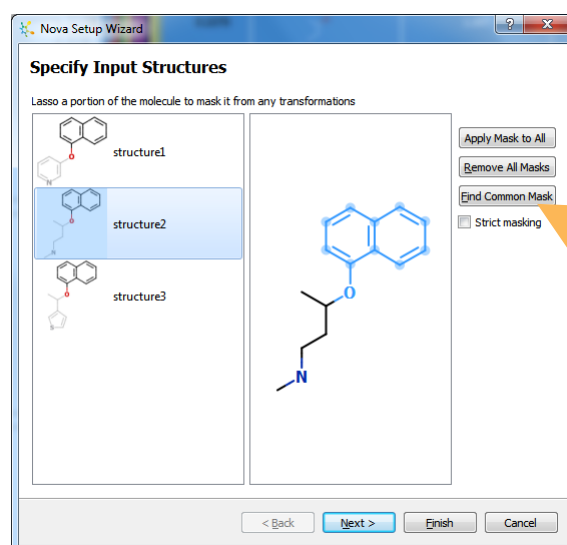 Nova Setup Wizard
? X
Specify Input Structures
Lasso a portion of the molecule to mask it from any transformations
structure1
structure2
structure3
O
N
O
N
O
S
O
N
Apply Mask to All
Remove All Masks
Find Common Mask
Strict masking
< Back
Next >
Finish
Cancel